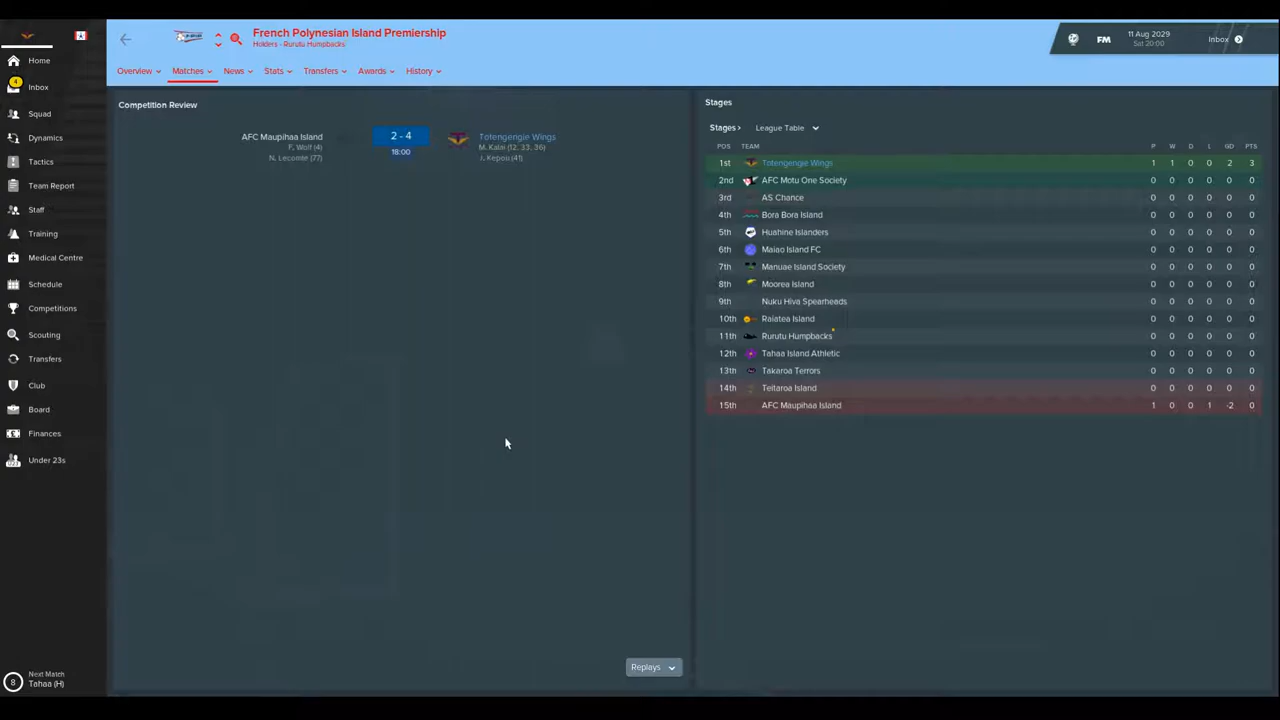 French Polynesian Island Premiership
Holders - Rurutu Humpbacks
11 Aug 2029
Sat 20:00
FM
Inbox
Overview
Matches
News
Stats
Transfers
Awards
History
Home
4
Inbox
Squad
Dynamics
Tactics
Team Report
Staff
Training
Medical Centre
Schedule
Competitions
Scouting
Transfers
Club
Board
Finances
U23
Under 23s
8
Next Match
Tahaa (H)
Competition Review
AFC Maupihaa Island 2 - 4 Totengengie Wings
F. Wolf (4) 18:00 M. Kalai (12, 33, 36)
N. Lecomte (77) J. Kepou (41)
Replays
Stages
Stages> League Table
POS TEAM P W D L GD PTS
1st Totengengie Wings 1 1 0 0 2 3
2nd AFC Motu One Society 0 0 0 0 0 0
3rd AS Chance 0 0 0 0 0 0
4th Bora Bora Island 0 0 0 0 0 0
5th Huahine Islanders 0 0 0 0 0 0
6th Maiao Island FC 0 0 0 0 0 0
7th Manuae Island Society 0 0 0 0 0 0
8th Moorea Island 0 0 0 0 0 0
9th Nuku Hiva Spearheads 0 0 0 0 0 0
10th Raiatea Island 0 0 0 0 0 0
11th Rurutu Humpbacks 0 0 0 0 0 0
12th Tahaa Island Athletic 0 0 0 0 0 0
13th Takaroa Terrors 0 0 0 0 0 0
14th Teitaroa Island 0 0 0 0 0 0
15th AFC Maupihaa Island 1 0 0 1 -2 0